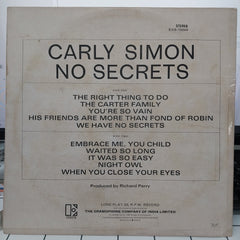 STEREO
CARLY SIMON
NO SECRETS
THE RIGHT THING TO DO
THE CARTER FAMILY
YOU'RE SO VAIN
HIS FRIENDS ARE MORE THAN FOND OF ROBIN
WE HAVE NO SECRETS
EMBRACE ME, YOU CHILD
WAITED SO LONG
IT WAS SO EASY
NIGHT OWL
WHEN YOU CLOSE YOUR EYES
Produced by Richard Perry
LONG PLAY 33⅓ R.P.M. RECORD
THE GRAMOPHONE COMPANY OF INDIA LIMITED